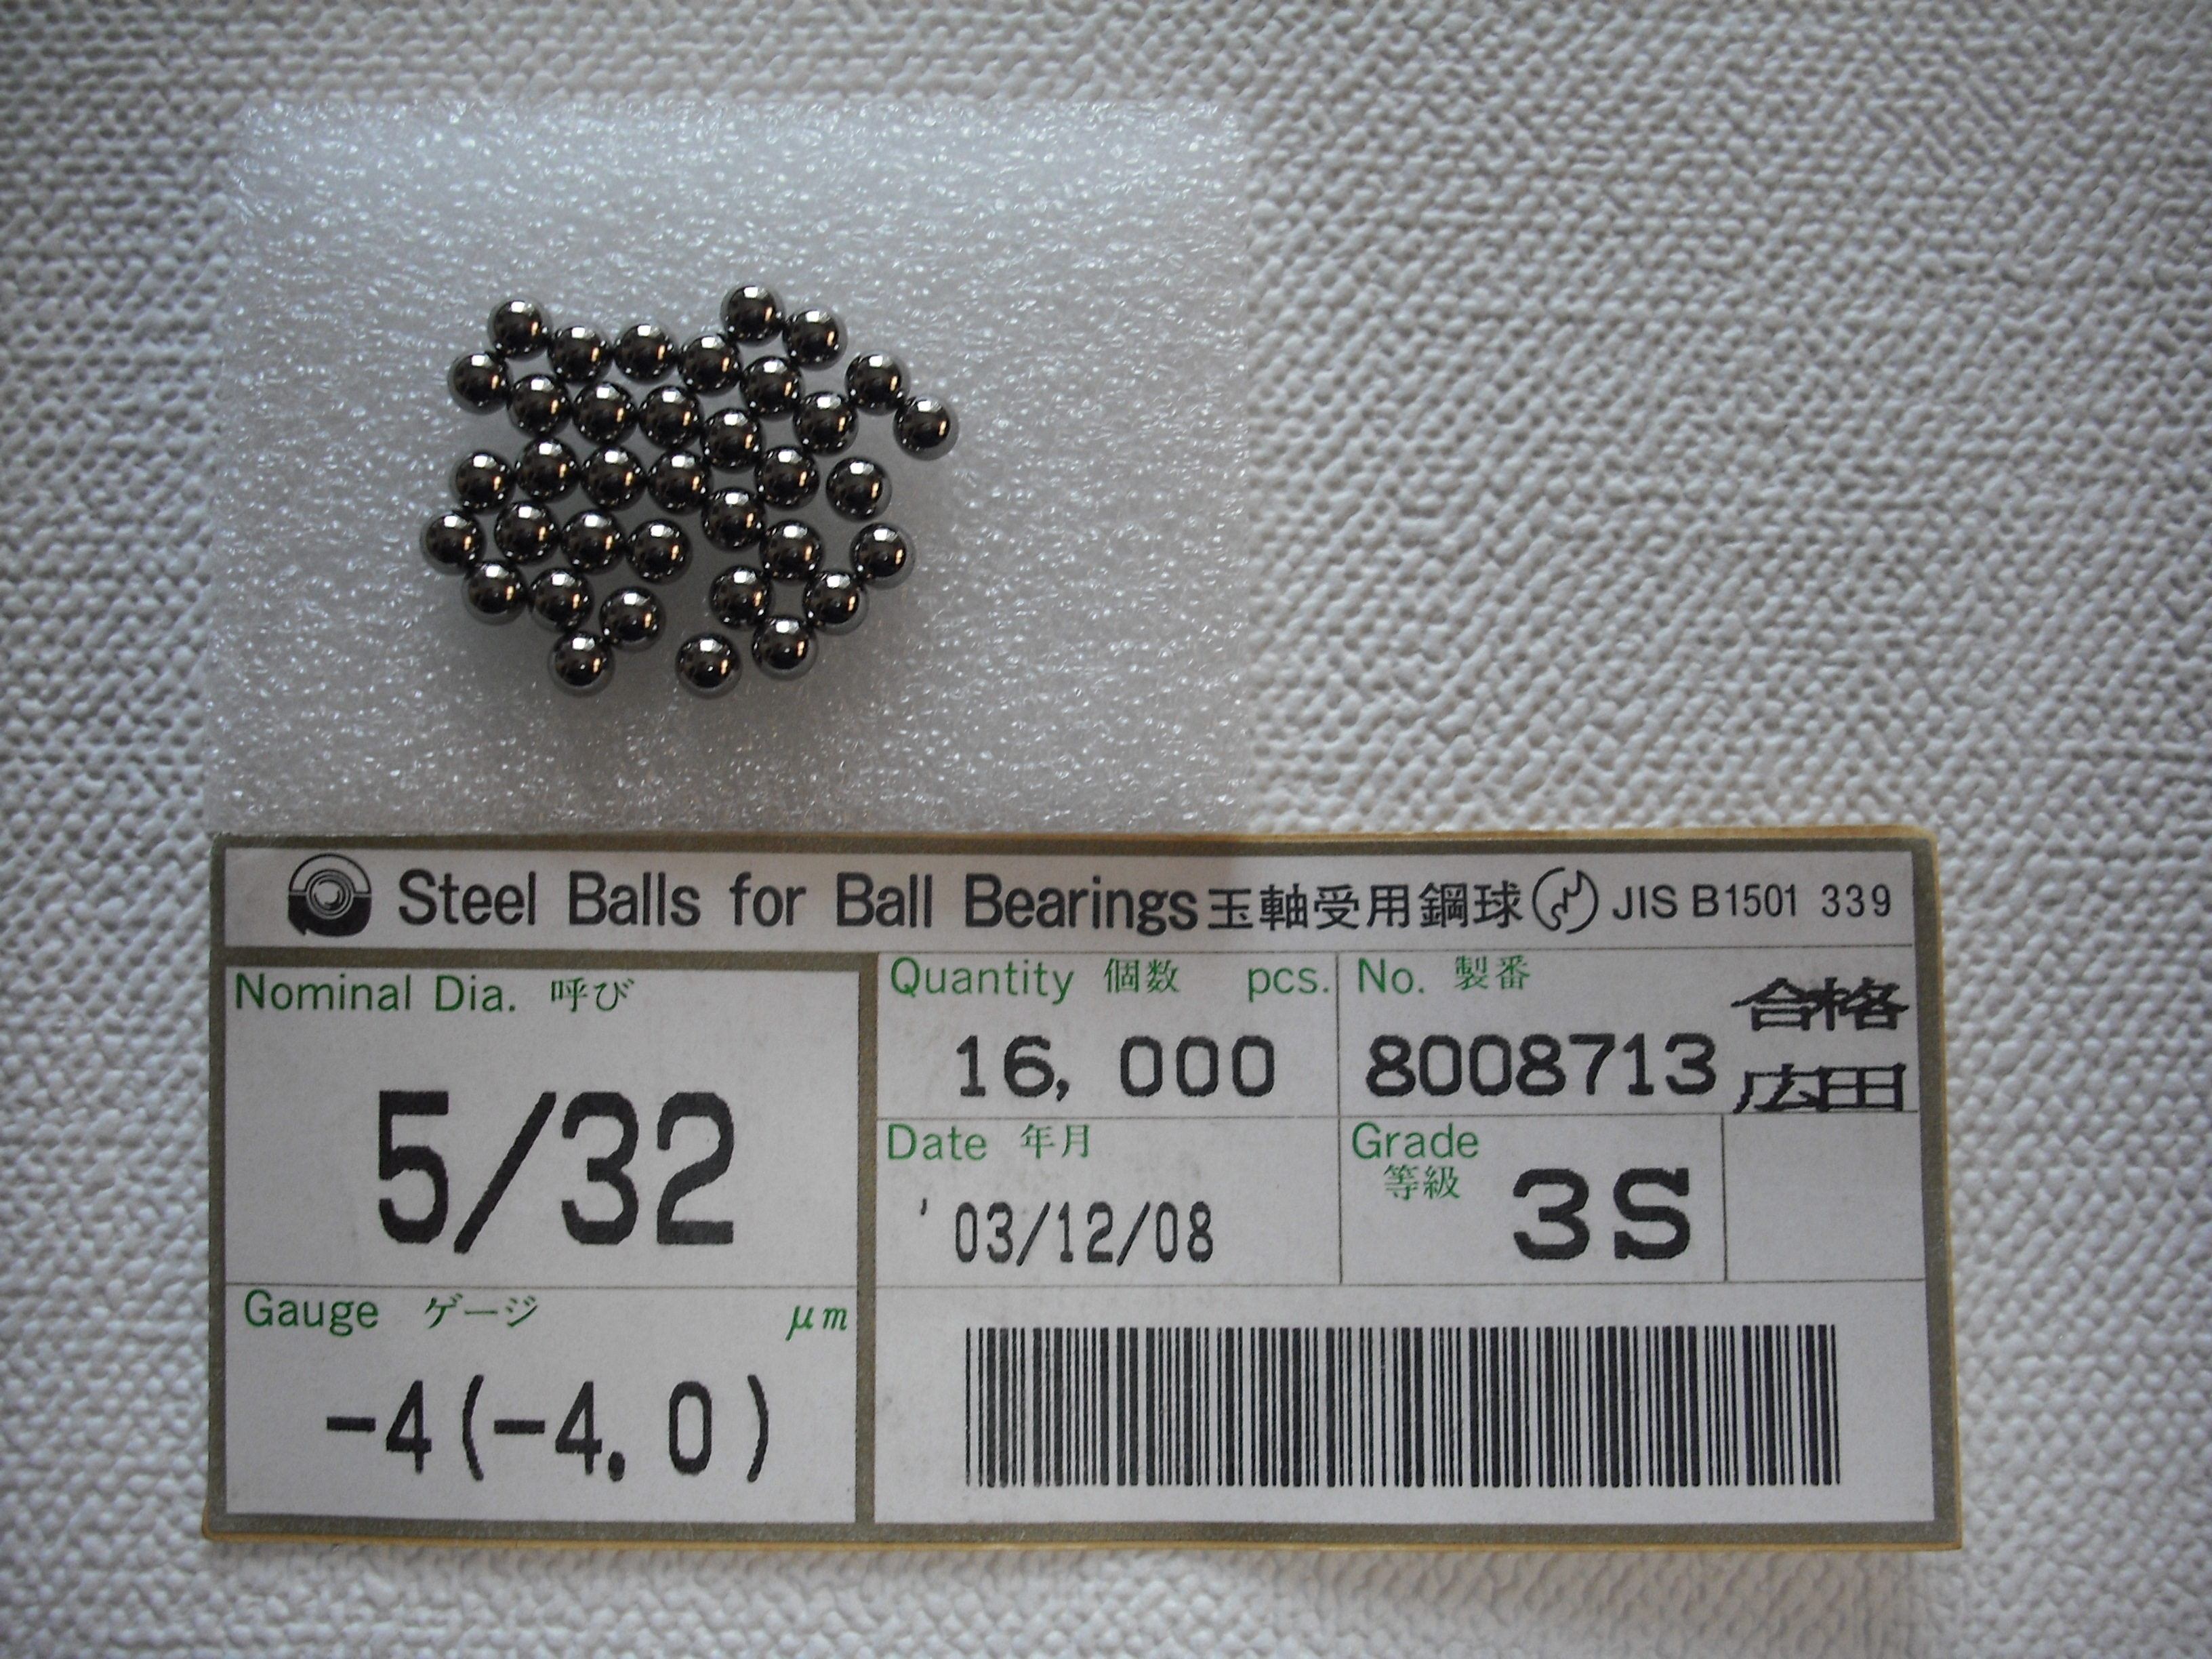 Steel Balls for Ball Bearings 玉軸受用鋼球 JIS B1501 339
Nominal Dia. 呼び
5/32
Gauge ゲージ μm
-4(-4.0)
Quantity 個数 pcs.
16,000
No. 製番
8008713
合格
広田
Date 年月
'03/12/08
Grade
等級
3S